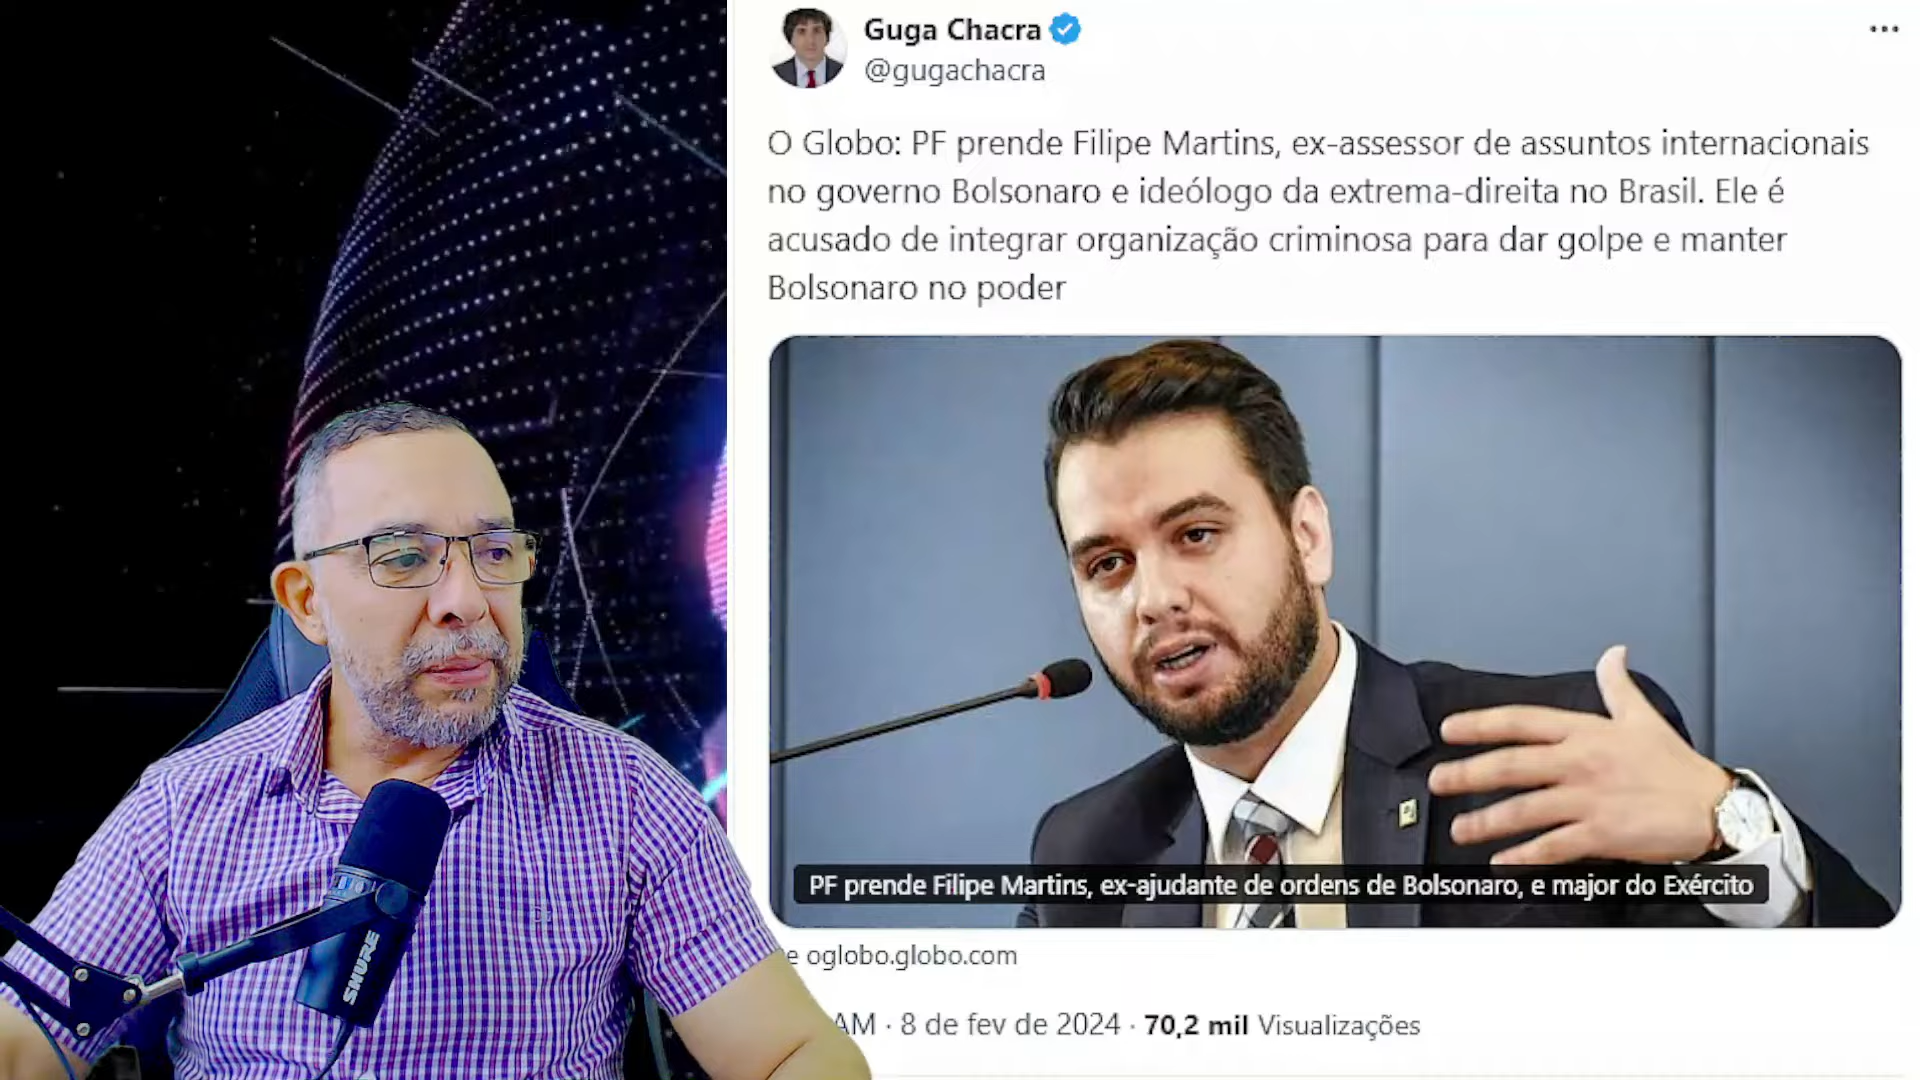 Guga Chacra
@gugachacra
O Globo: PF prende Filipe Martins, ex-assessor de assuntos internacionais
no governo Bolsonaro e ideólogo da extrema-direita no Brasil. Ele é
acusado de integrar organização criminosa para dar golpe e manter
Bolsonaro no poder
PF prende Filipe Martins, ex-ajudante de ordens de Bolsonaro, e major do Exército
oglobo.globo.com
AM · 8 de fev de 2024 · 70,2 mil Visualizações
SHURE